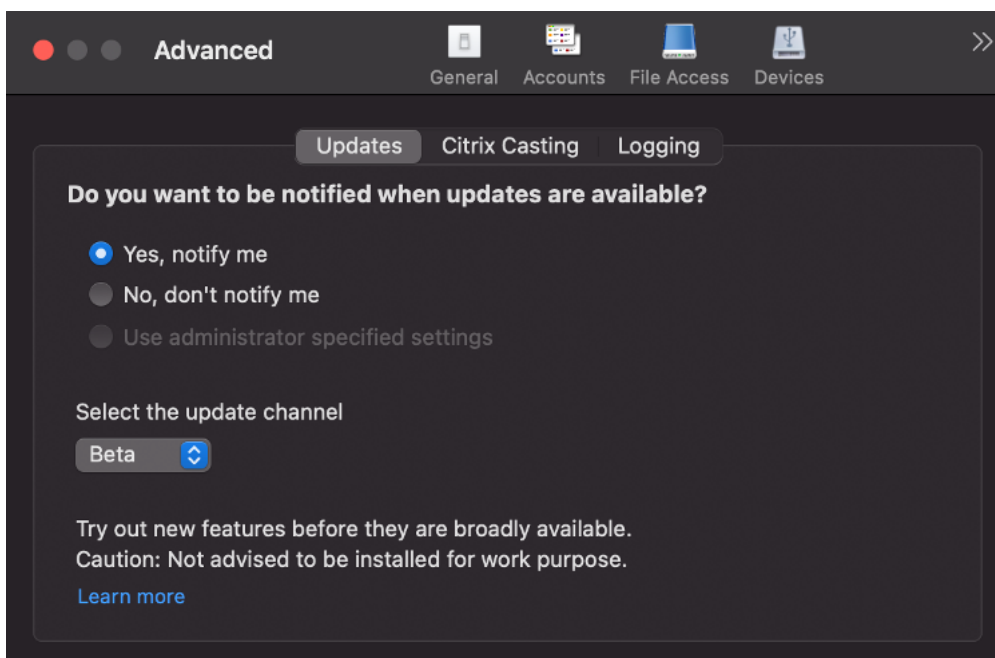 Advanced
General
Accounts
File Access
Devices
Updates
Citrix Casting
Logging
Do you want to be notified when updates are available?
Yes, notify me
No, don't notify me
Use administrator specified settings
Select the update channel
Beta
Try out new features before they are broadly available.
Caution: Not advised to be installed for work purpose.
Learn more